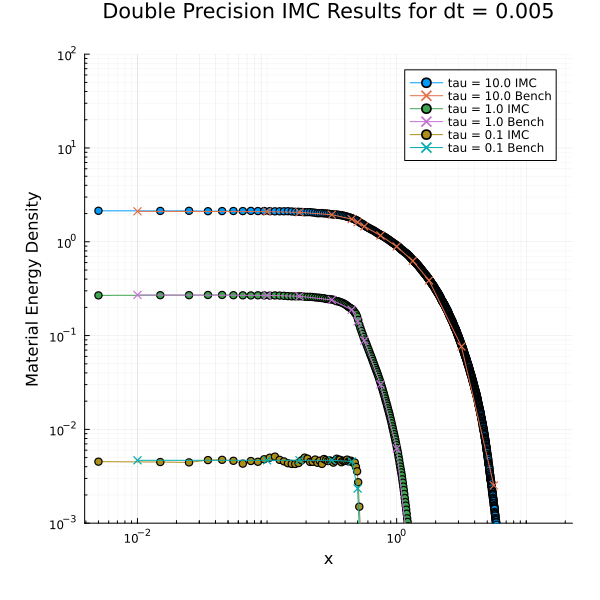 Double Precision IMC Results for dt = 0.005
10²
10¹
10⁰
10⁻¹
10⁻²
10⁻³
Material Energy Density
tau = 10.0 IMC
tau = 10.0 Bench
tau = 1.0 IMC
tau = 1.0 Bench
tau = 0.1 IMC
tau = 0.1 Bench
10⁻² 10⁰
x